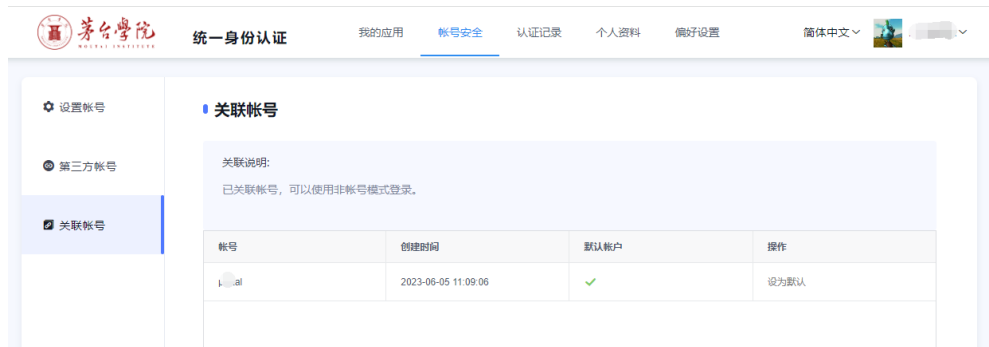 茅台學院
MOUTAI INSTITUTE
统一身份认证
我的应用 帐号安全 认证记录 个人资料 偏好设置 简体中文
设置帐号
第三方帐号
关联帐号
关联帐号
关联说明:
已关联帐号，可以使用非帐号模式登录。
帐号 创建时间 默认帐户 操作
2023-06-05 11:09:06 设为默认